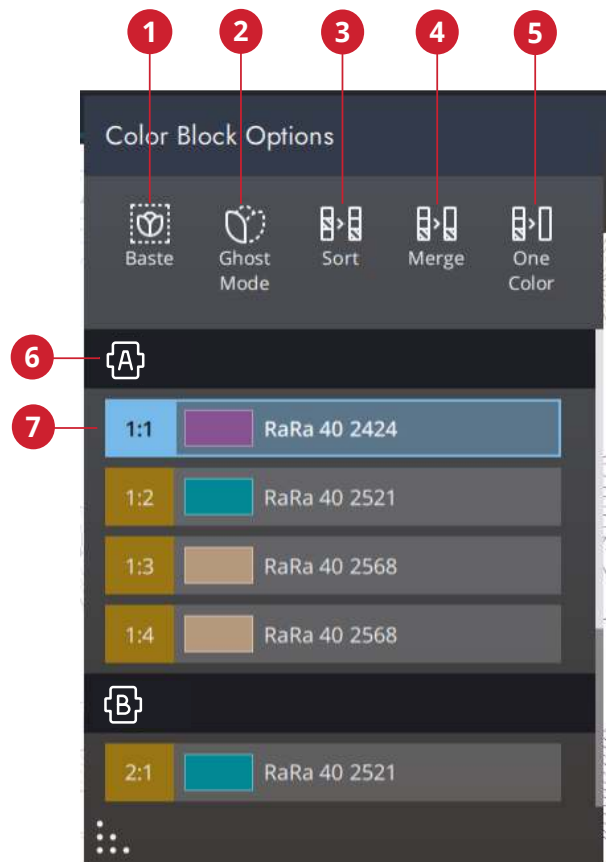 1 2 3 4 5
Color Block Options
Baste Ghost Mode Sort Merge One Color
6 A
7 1:1 RaRa 40 2424
1:2 RaRa 40 2521
1:3 RaRa 40 2568
1:4 RaRa 40 2568
B
2:1 RaRa 40 2521